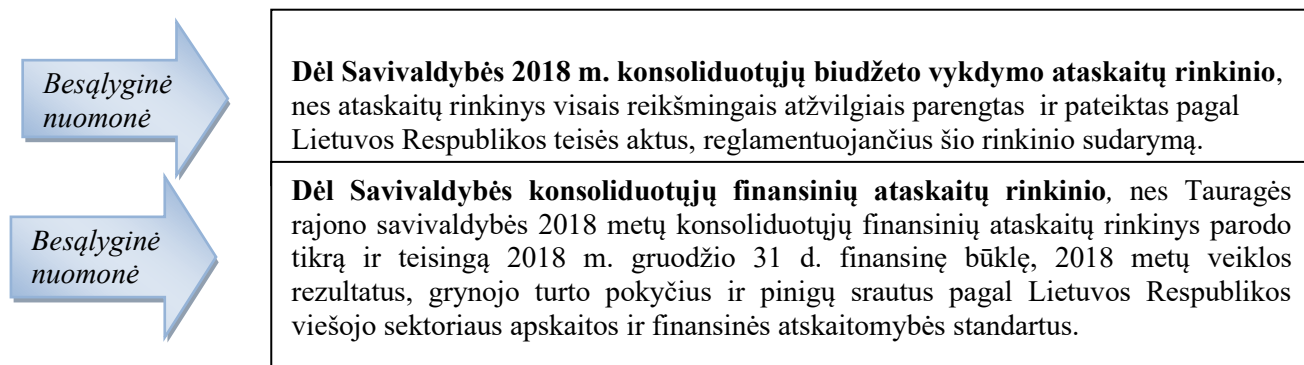 Besąlyginė
nuomonė
Dėl Savivaldybės 2018 m. konsoliduotųjų biudžeto vykdymo ataskaitų rinkinio,
nes ataskaitų rinkinys visais reikšmingais atžvilgiais parengtas ir pateiktas pagal
Lietuvos Respublikos teisės aktus, reglamentuojančius šio rinkinio sudarymą.
Besąlyginė
nuomonė
Dėl Savivaldybės konsoliduotųjų finansinių ataskaitų rinkinio, nes Tauragės
rajono savivaldybės 2018 metų konsoliduotųjų finansinių ataskaitų rinkinys parodo
tikrą ir teisingą 2018 m. gruodžio 31 d. finansinę būklę, 2018 metų veiklos
rezultatus, grynojo turto pokyčius ir pinigų srautus pagal Lietuvos Respublikos
viešojo sektoriaus apskaitos ir finansinės atskaitomybės standartus.